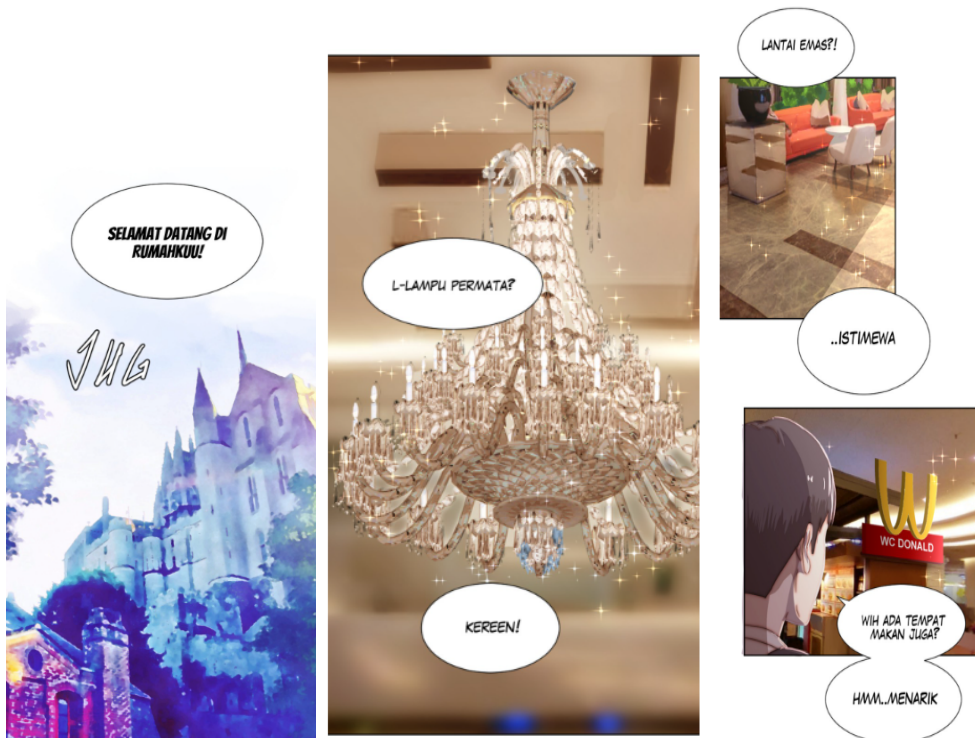 SELAMAT DATANG DI
RUMAHKUU!
JHG
L-LAMPU PERMATA?
KEREEN!
LANTAI EMAS?!
..ISTIMEWA
WC DONALD
WIH ADA TEMPAT
MAKAN JUGA?
HMM..MENARIK